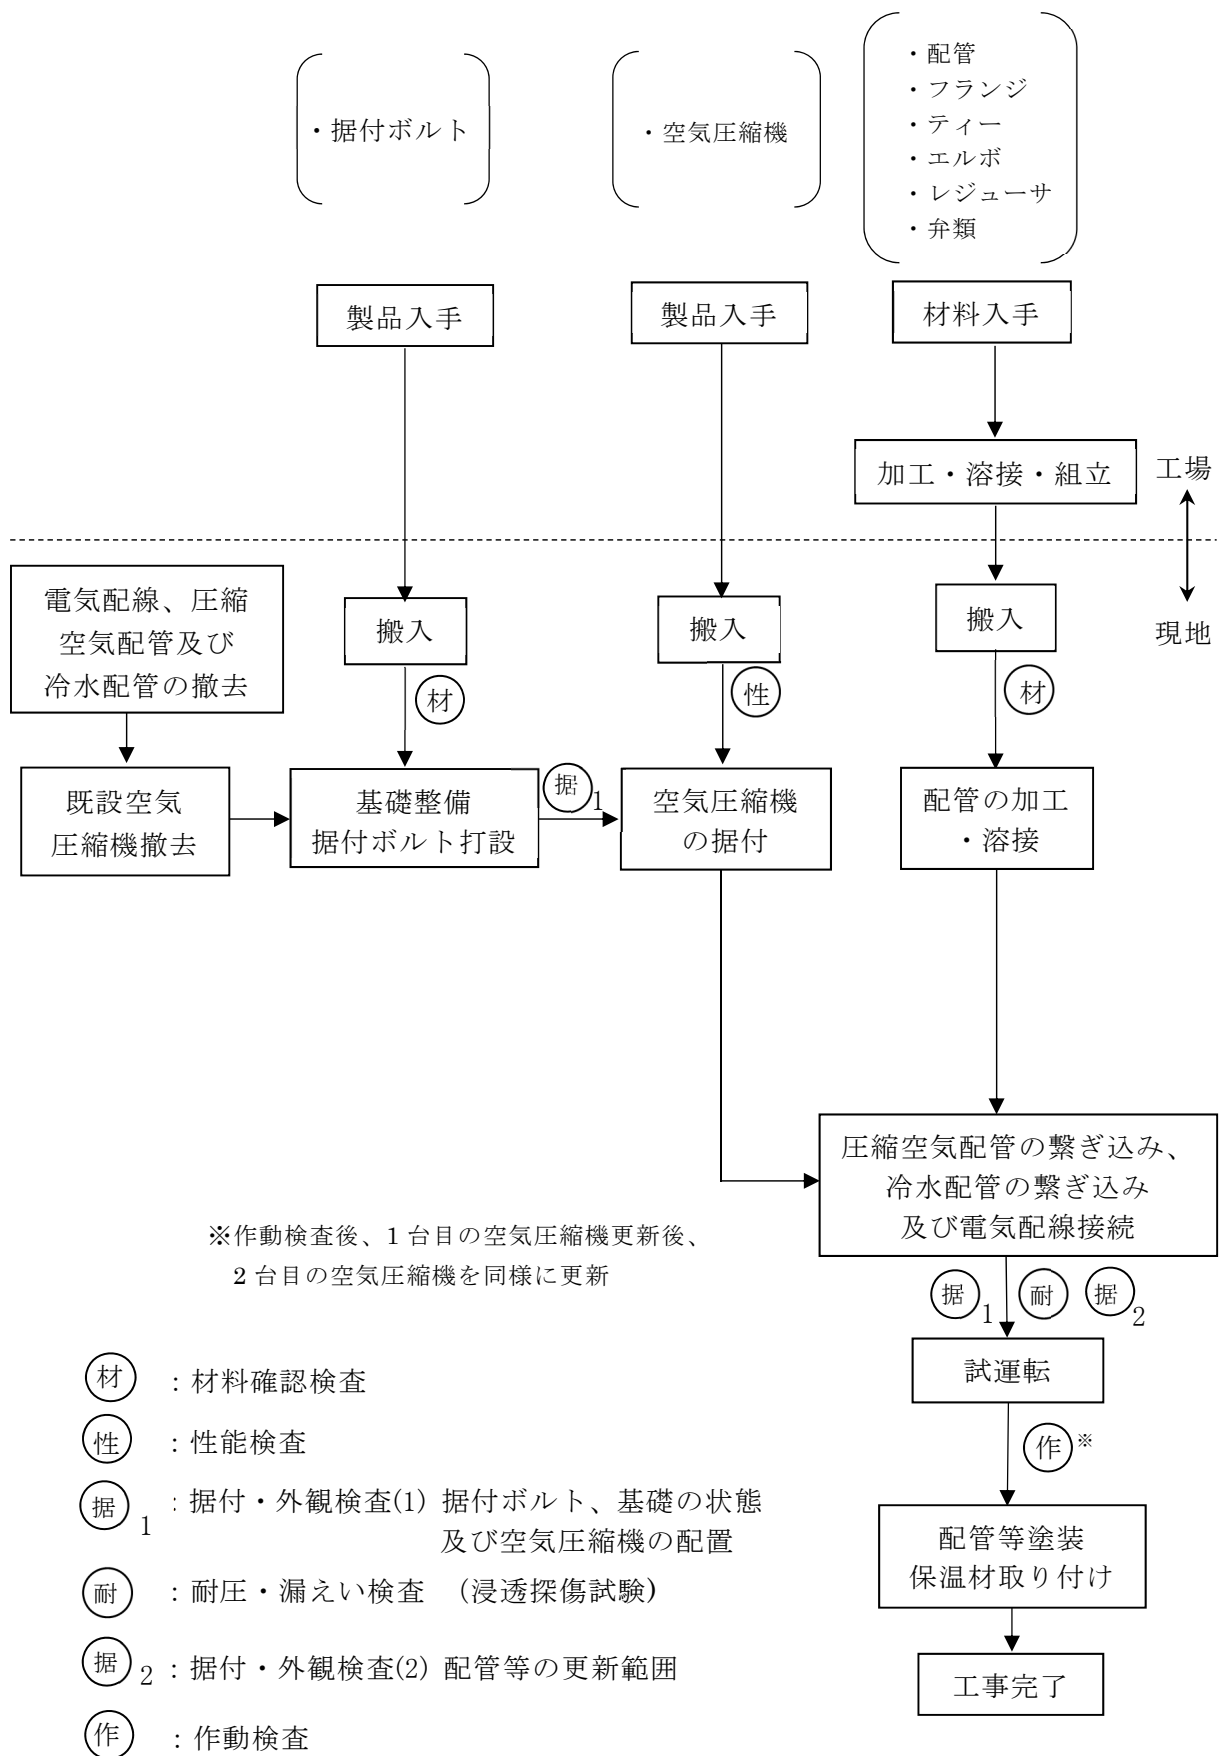 ・据付ボルト
・空気圧縮機
・配管
・フランジ
・ティー
・エルボ
・レジューサ
・弁類
製品入手
製品入手
材料入手
加工・溶接・組立
工場
現地
電気配線、圧縮
空気配管及び
冷水配管の撤去
搬入
搬入
搬入
材
性
材
既設空気
圧縮機撤去
基礎整備
据付ボルト打設
据1
空気圧縮機
の据付
配管の加工
・溶接
圧縮空気配管の繋ぎ込み、
冷水配管の繋ぎ込み
及び電気配線接続
※作動検査後、1台目の空気圧縮機更新後、
2台目の空気圧縮機を同様に更新
据1 耐 据2
試運転
作※
配管等塗装
保温材取り付け
工事完了
材 :材料確認検査
性 :性能検査
据1 :据付・外観検査(1) 据付ボルト、基礎の状態
及び空気圧縮機の配置
耐 :耐圧・漏えい検査 (浸透探傷試験)
据2 :据付・外観検査(2) 配管等の更新範囲
作 :作動検査